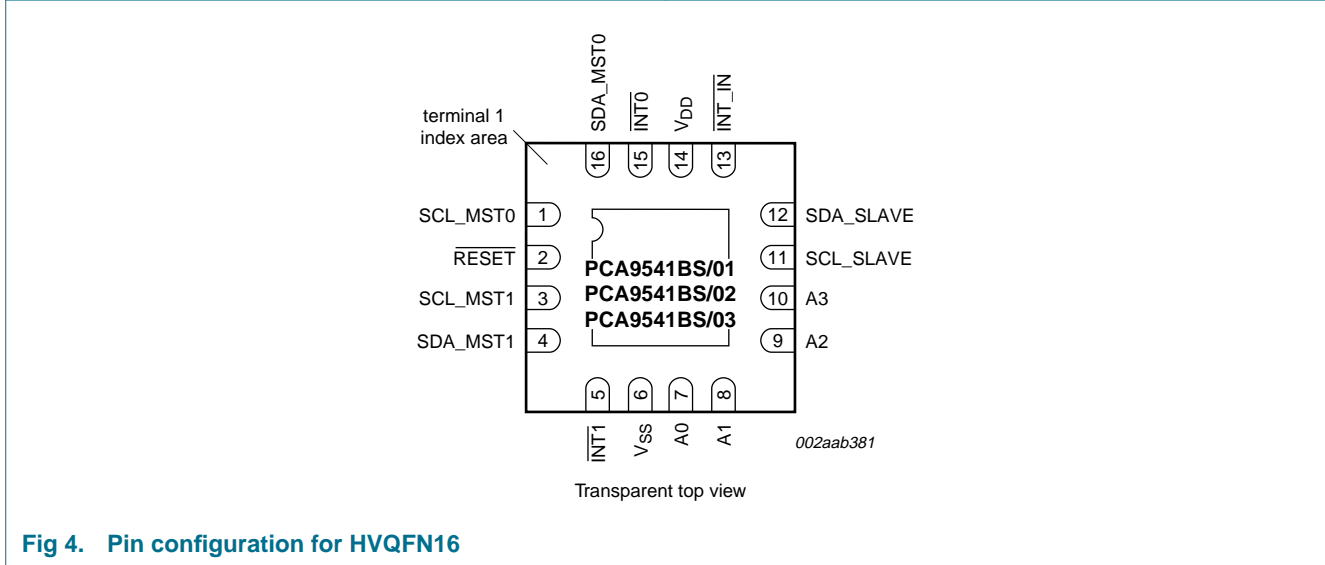 SDA_MST0
INT0
VDD
INT_IN
terminal 1
index area
16
15
14
13
SCL_MST0 1
12 SDA_SLAVE
RESET 2
11 SCL_SLAVE
PCA9541BS/01
SCL_MST1 3
PCA9541BS/02
10 A3
PCA9541BS/03
SDA_MST1 4
9 A2
5
6
7
8
INT1
VSS
A0
A1
002aab381
Transparent top view
Fig 4. Pin configuration for HVQFN16